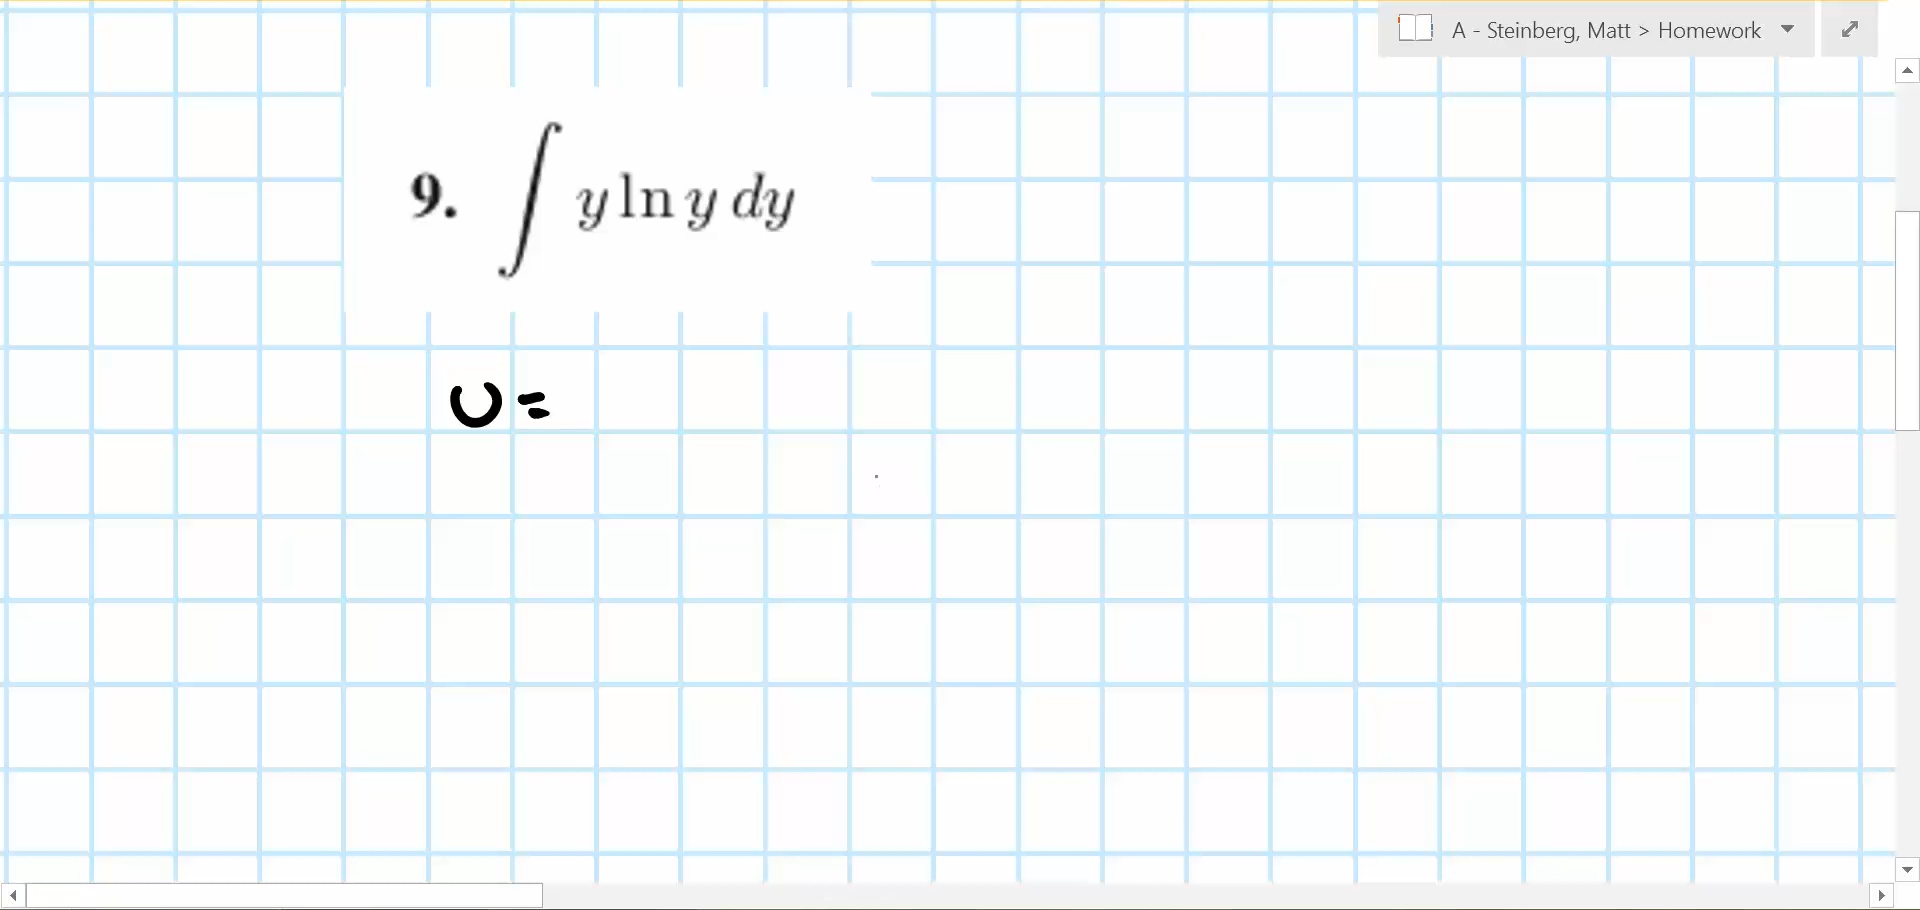 A - Steinberg, Matt > Homework
9. ∫ y ln y dy
U =